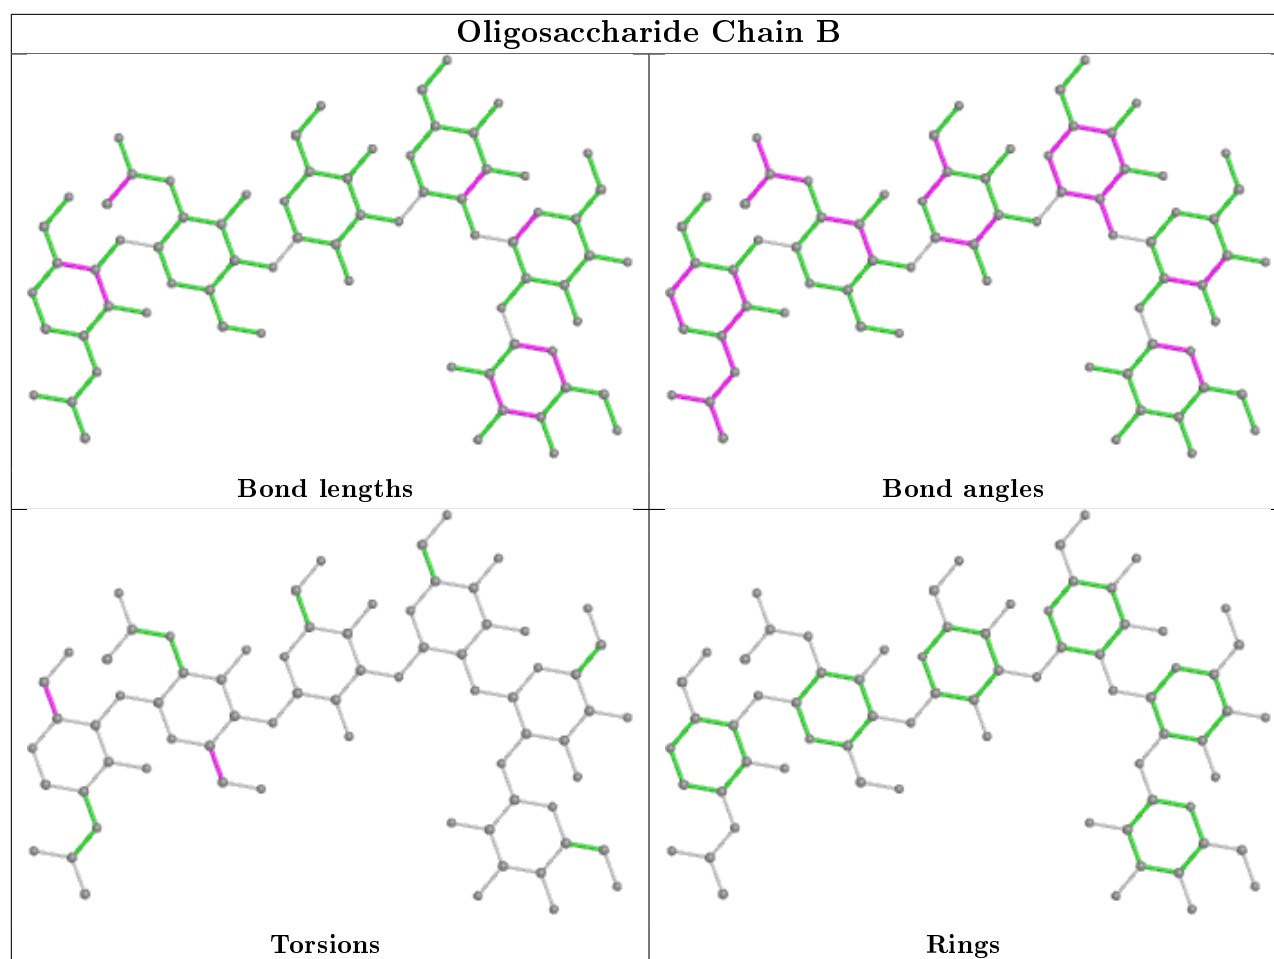 Oligosaccharide Chain B
Bond lengths
Bond angles
Torsions
Rings